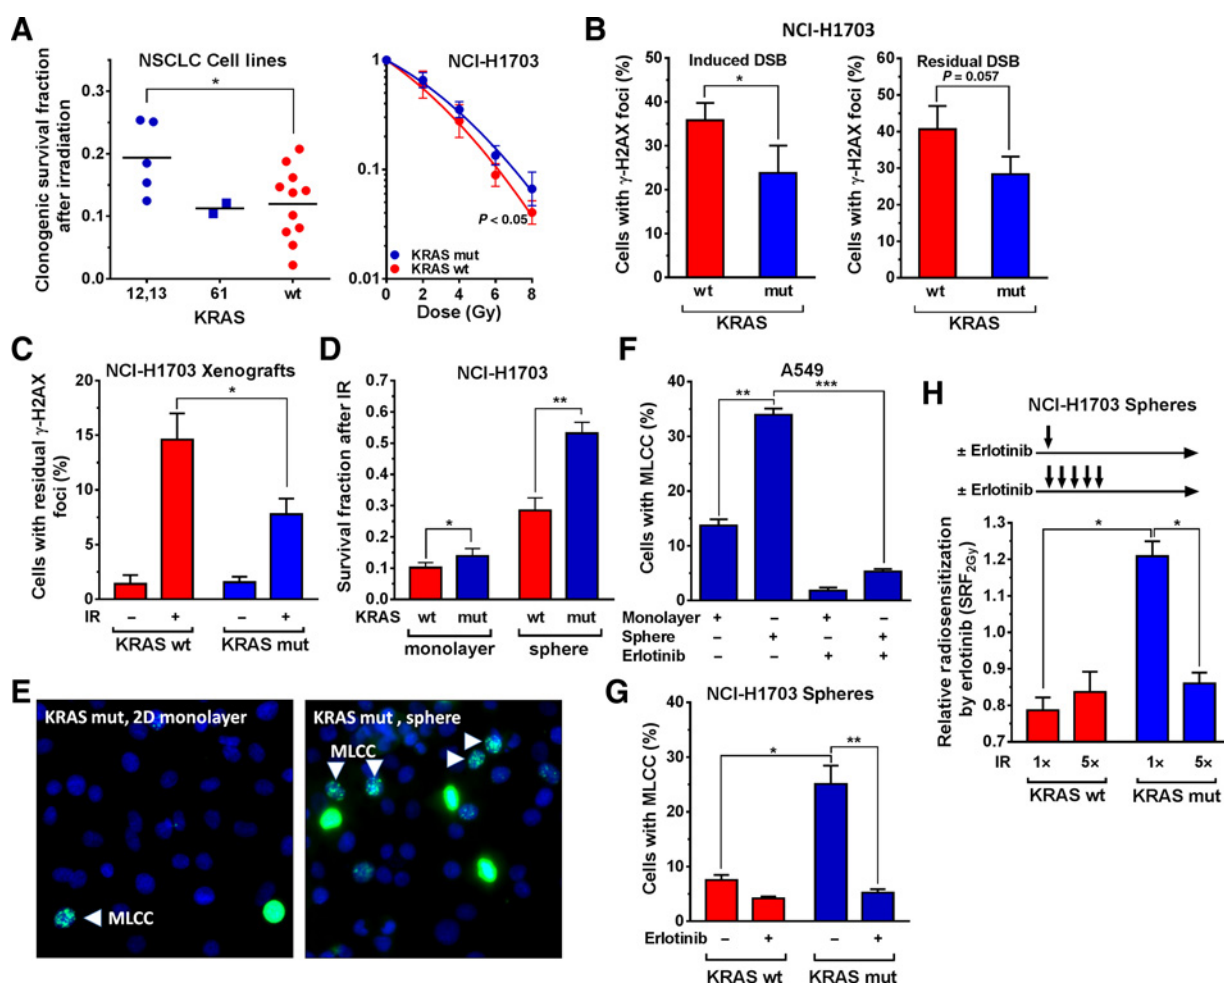 A
NSCLC Cell lines
*
Clonogenic survival fraction
after irradiation
0.3
0.2
0.1
0.0
12,13 61 wt
KRAS
NCI-H1703
1
0.1
0.01
P < 0.05
KRAS mut
KRAS wt
0 2 4 6 8
Dose (Gy)
B
NCI-H1703
Induced DSB
*
Cells with γ-H2AX foci (%)
50
40
30
20
10
0
wt mut
KRAS
Residual DSB
P = 0.057
Cells with γ-H2AX foci (%)
60
50
40
30
20
10
0
wt mut
KRAS
C
NCI-H1703 Xenografts
*
Cells with residual γ-H2AX
foci (%)
20
15
10
5
0
IR – + – +
KRAS wt KRAS mut
D
NCI-H1703
Survival fraction after IR
0.7
0.6
0.5
0.4
0.3
0.2
0.1
0.0
*
**
KRAS wt mut wt mut
monolayer sphere
E
KRAS mut, 2D monolayer
MLCC
KRAS mut , sphere
MLCC
F
A549
** ***
Cells with MLCC (%)
40
30
20
10
0
Monolayer + – + –
Sphere – + – +
Erlotinib – – + +
G
NCI-H1703 Spheres
* **
Cells with MLCC (%)
40
30
20
10
0
Erlotinib – + – +
KRAS wt KRAS mut
H
NCI-H1703 Spheres
± Erlotinib
± Erlotinib
* *
Relative radiosensitization
by erlotinib (SRF2Gy)
1.3
1.2
1.1
1.0
0.9
0.8
0.7
IR 1× 5× 1× 5×
KRAS wt KRAS mut